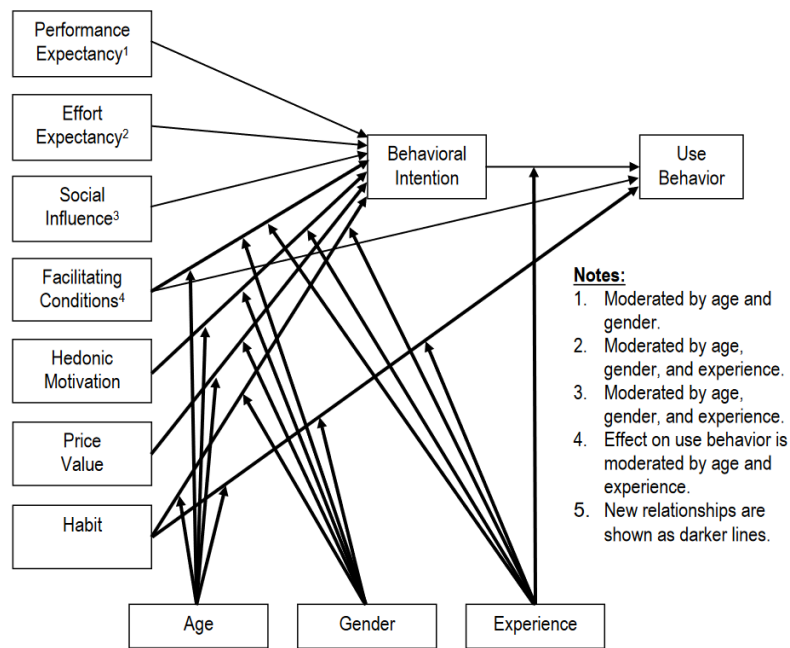 Performance
Expectancy¹
Effort
Expectancy²
Social
Influence³
Facilitating
Conditions⁴
Hedonic
Motivation
Price
Value
Habit
Behavioral
Intention
Use
Behavior
Notes:
1. Moderated by age and
gender.
2. Moderated by age,
gender, and experience.
3. Moderated by age,
gender, and experience.
4. Effect on use behavior is
moderated by age and
experience.
5. New relationships are
shown as darker lines.
Age
Gender
Experience